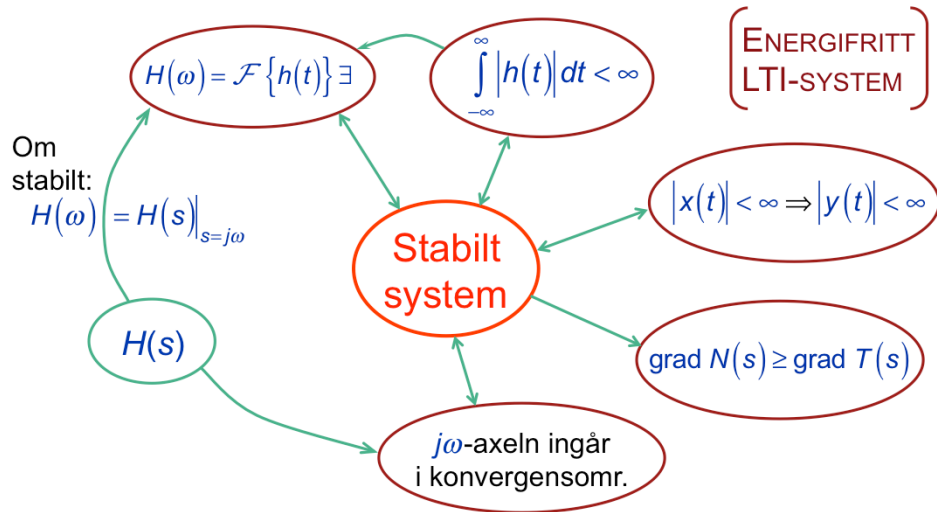 ENERGIFRITT
LTI-SYSTEM
H(ω) = ℱ{h(t)} ∃
∞
∫ |h(t)| dt < ∞
−∞
Om
stabilt:
H(ω) = H(s)|s=jω
|x(t)| < ∞ ⇒ |y(t)| < ∞
Stabilt
system
H(s)
grad N(s) ≥ grad T(s)
jω-axeln ingår
i konvergensomr.